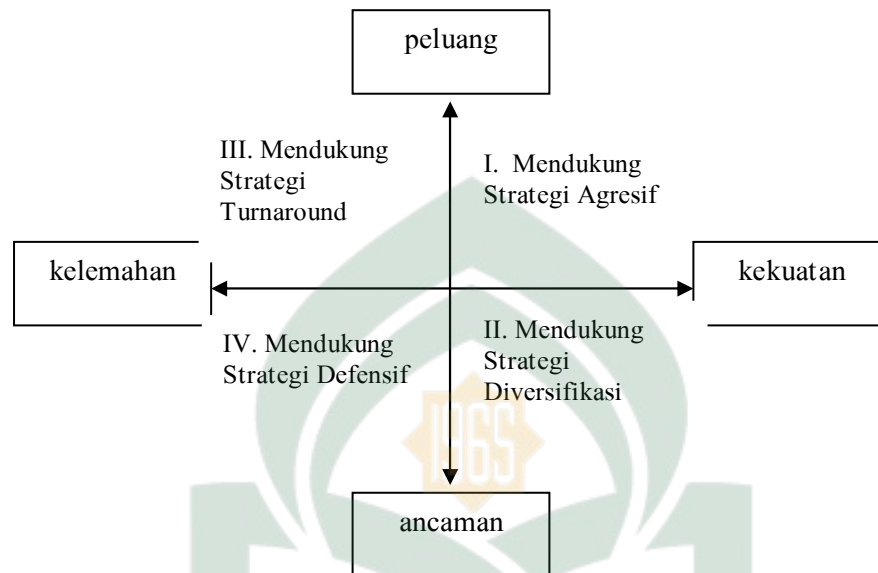 peluang
III. Mendukung
Strategi
Turnaround
I. Mendukung
Strategi Agresif
kelemahan
kekuatan
IV. Mendukung
Strategi Defensif
II. Mendukung
Strategi
Diversifikasi
1965
ancaman